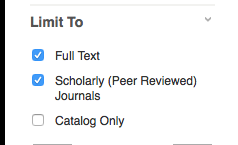 Limit To
Full Text
Scholarly (Peer Reviewed)
Journals
Catalog Only